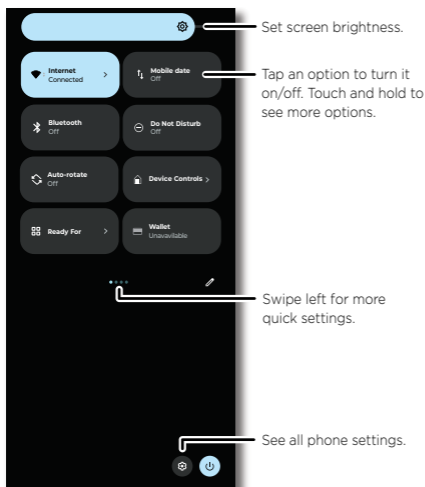 Set screen brightness.
Internet
Connected
Mobile date
Off
Tap an option to turn it
on/off. Touch and hold to
see more options.
Bluetooth
Off
Do Not Disturb
Off
Auto-rotate
Off
Device Controls
Ready For
Wallet
Unavavilable
Swipe left for more
quick settings.
See all phone settings.